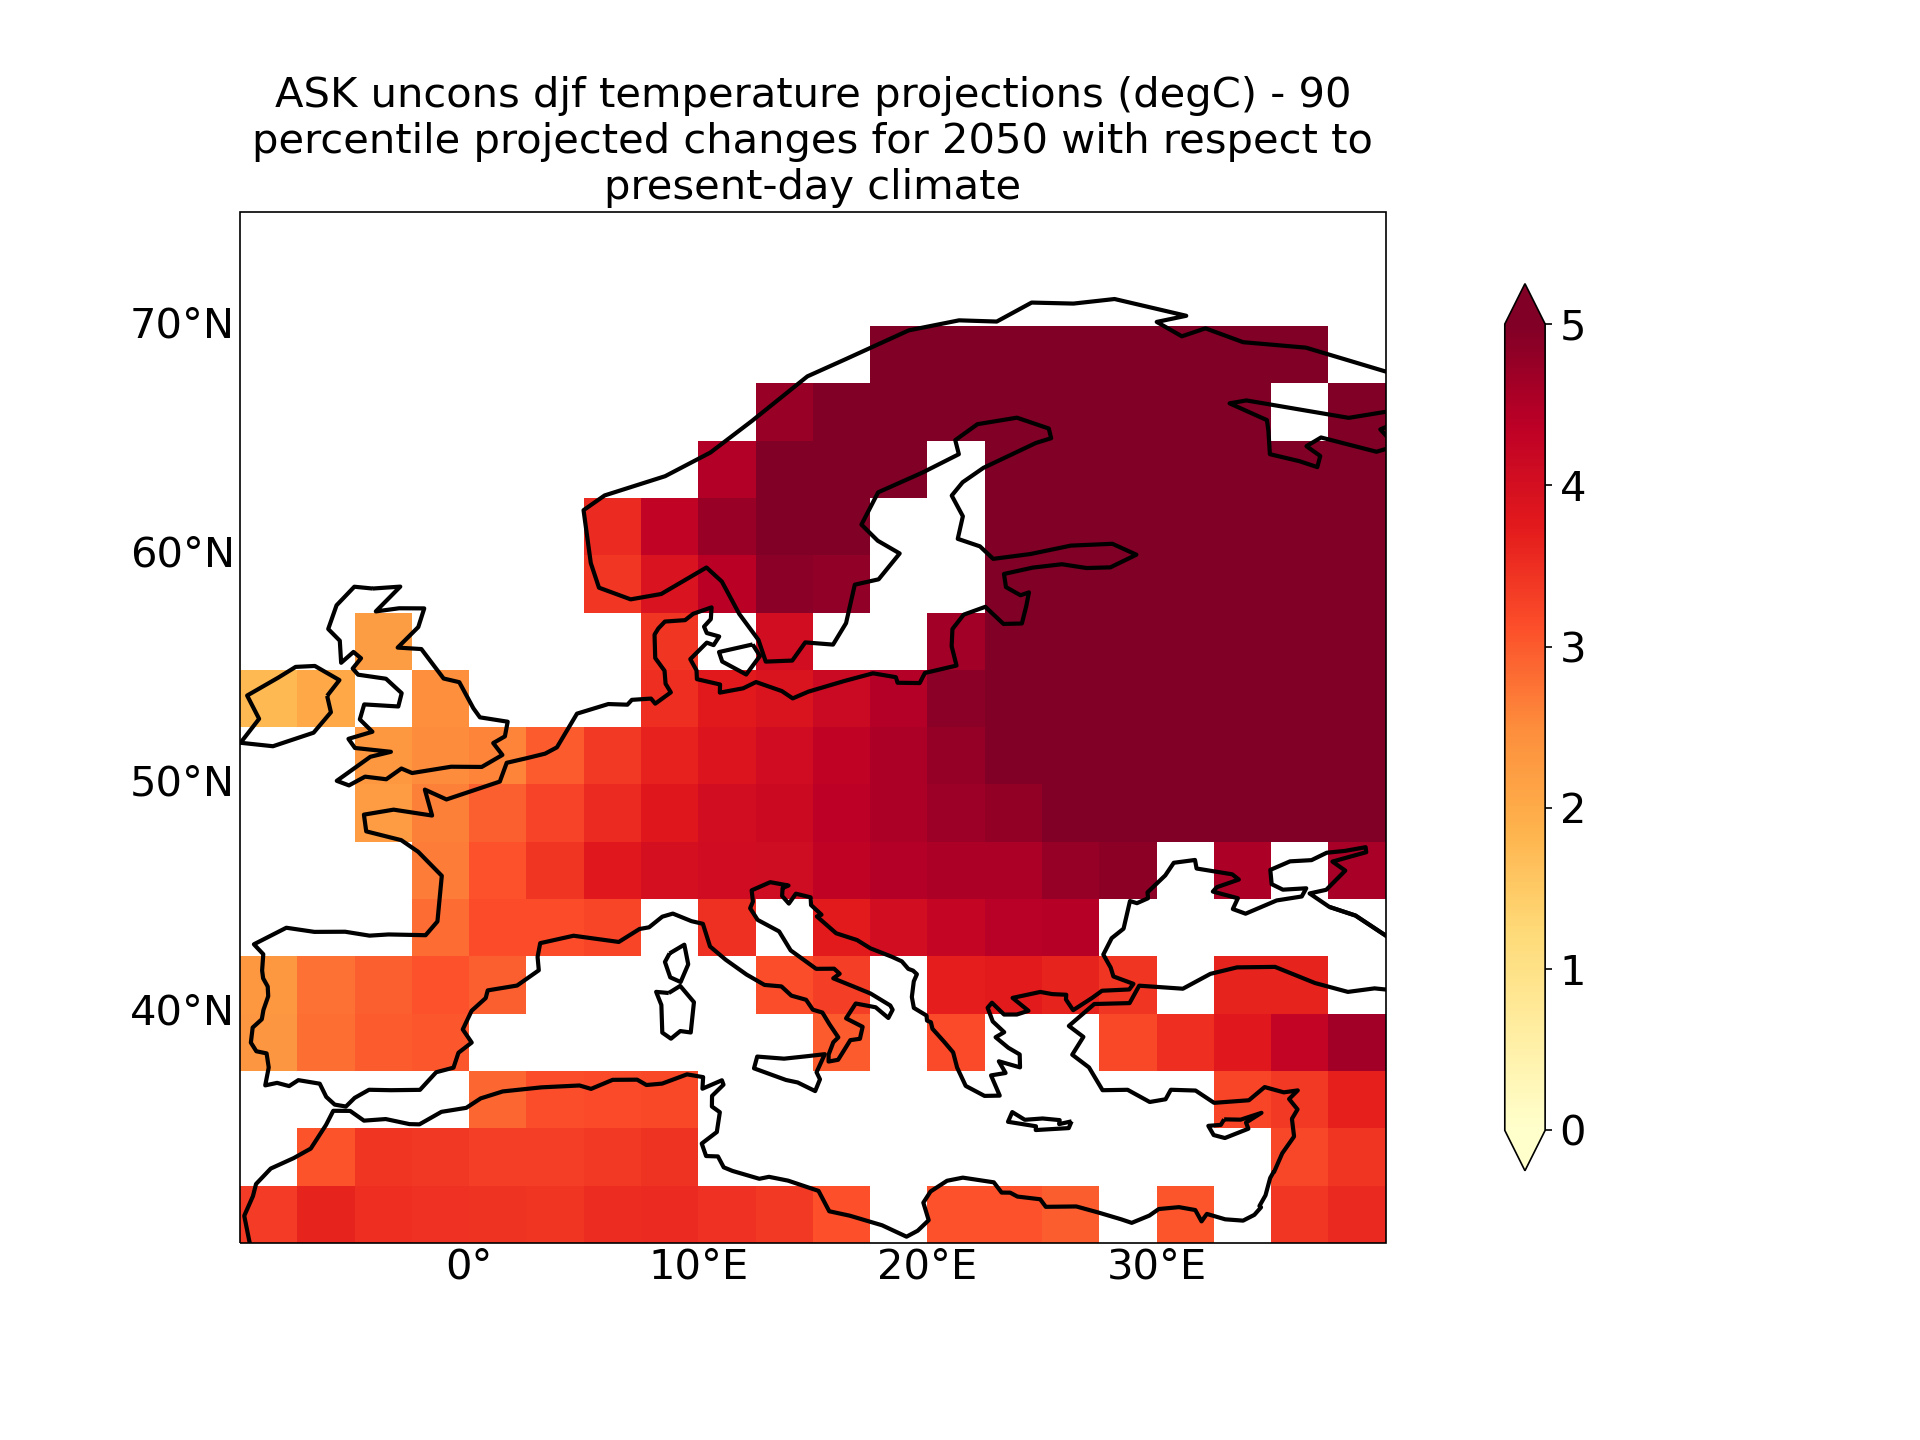 ASK uncons djf temperature projections (degC) - 90
percentile projected changes for 2050 with respect to
present-day climate
70°N
60°N
50°N
40°N
0°
10°E
20°E
30°E
5
4
3
2
1
0